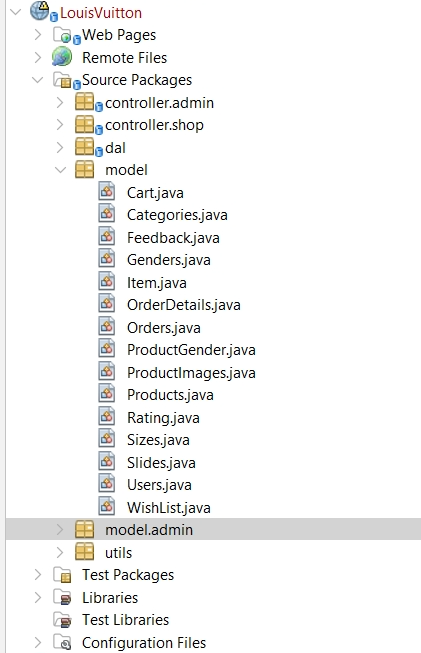 LouisVuitton
Web Pages
Remote Files
Source Packages
controller.admin
controller.shop
dal
model
Cart.java
Categories.java
Feedback.java
Genders.java
Item.java
OrderDetails.java
Orders.java
ProductGender.java
ProductImages.java
Products.java
Rating.java
Sizes.java
Slides.java
Users.java
WishList.java
model.admin
utils
Test Packages
Libraries
Test Libraries
Configuration Files